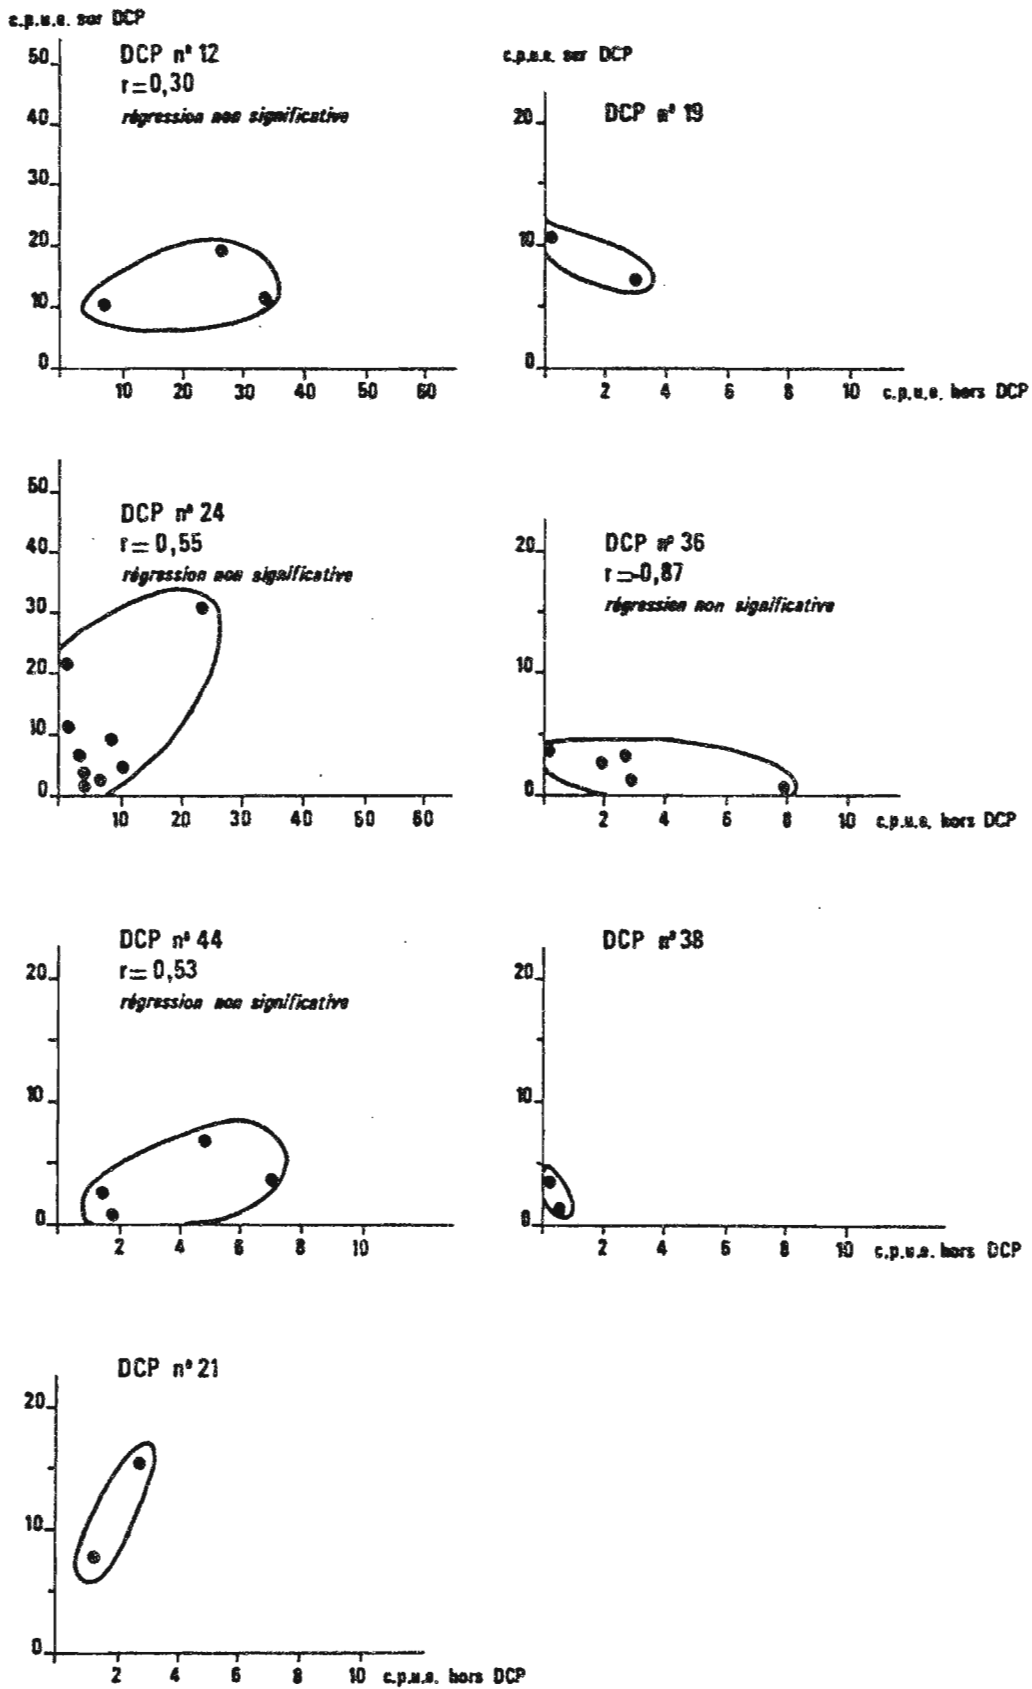 c.p.u.e. sur DCP
DCP n° 12
r = 0,30
régression non significative
50
40
30
20
10
0
10 20 30 40 50 60
c.p.u.e. sur DCP
DCP n° 19
20
10
0
2 4 6 8 10 c.p.u.e. hors DCP
DCP n° 24
r = 0,55
régression non significative
50
40
30
20
10
0
10 20 30 40 50 60
DCP n° 36
r = -0,87
régression non significative
20
10
0
2 4 6 8 10 c.p.u.e. hors DCP
DCP n° 44
r = 0,53
régression non significative
20
10
0
2 4 6 8 10
DCP n° 38
20
10
0
2 4 6 8 10 c.p.u.e. hors DCP
DCP n° 21
20
10
0
2 4 6 8 10 c.p.u.e. hors DCP